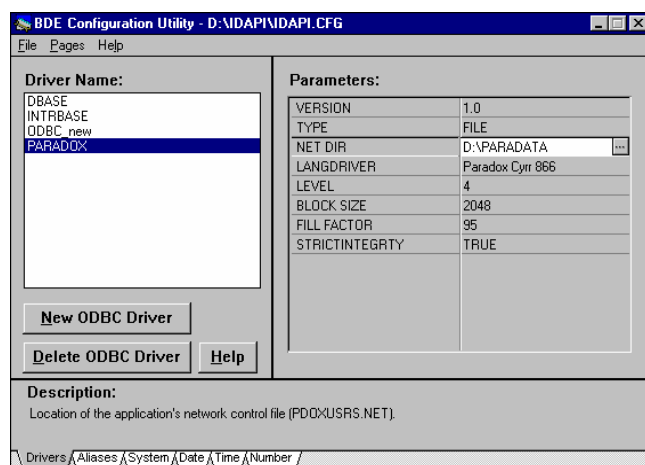 BDE Configuration Utility - D:\IDAPI\IDAPI.CFG
File Pages Help
Driver Name:
DBASE
INTRBASE
ODBC_new
PARADOX
New ODBC Driver
Delete ODBC Driver Help
Parameters:
VERSION 1.0
TYPE FILE
NET DIR D:\PARADATA ...
LANGDRIVER Paradox Cyrr 866
LEVEL 4
BLOCK SIZE 2048
FILL FACTOR 95
STRICTINTEGRTY TRUE
Description:
Location of the application's network control file (PDOXUSRS.NET).
Drivers Aliases System Date Time Number